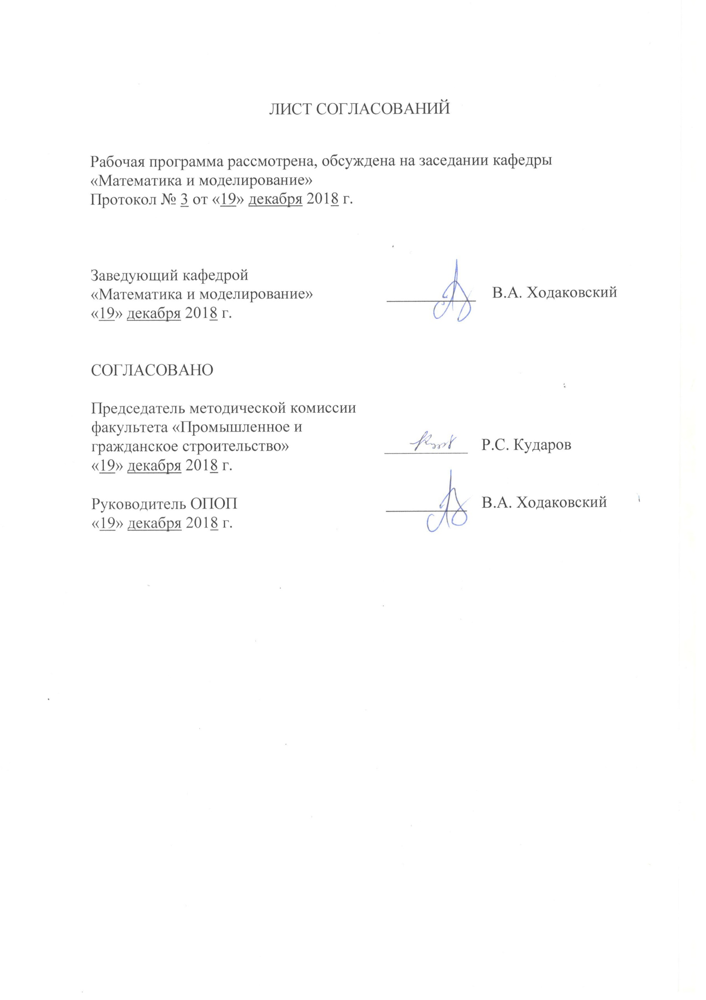 ЛИСТ СОГЛАСОВАНИЙ
Рабочая программа рассмотрена, обсуждена на заседании кафедры
«Математика и моделирование»
Протокол № 3 от «19» декабря 2018 г.
Заведующий кафедрой
«Математика и моделирование» В.А. Ходаковский
«19» декабря 2018 г.
СОГЛАСОВАНО
Председатель методической комиссии
факультета «Промышленное и
гражданское строительство» Р.С. Кударов
«19» декабря 2018 г.
Руководитель ОПОП В.А. Ходаковский
«19» декабря 2018 г.